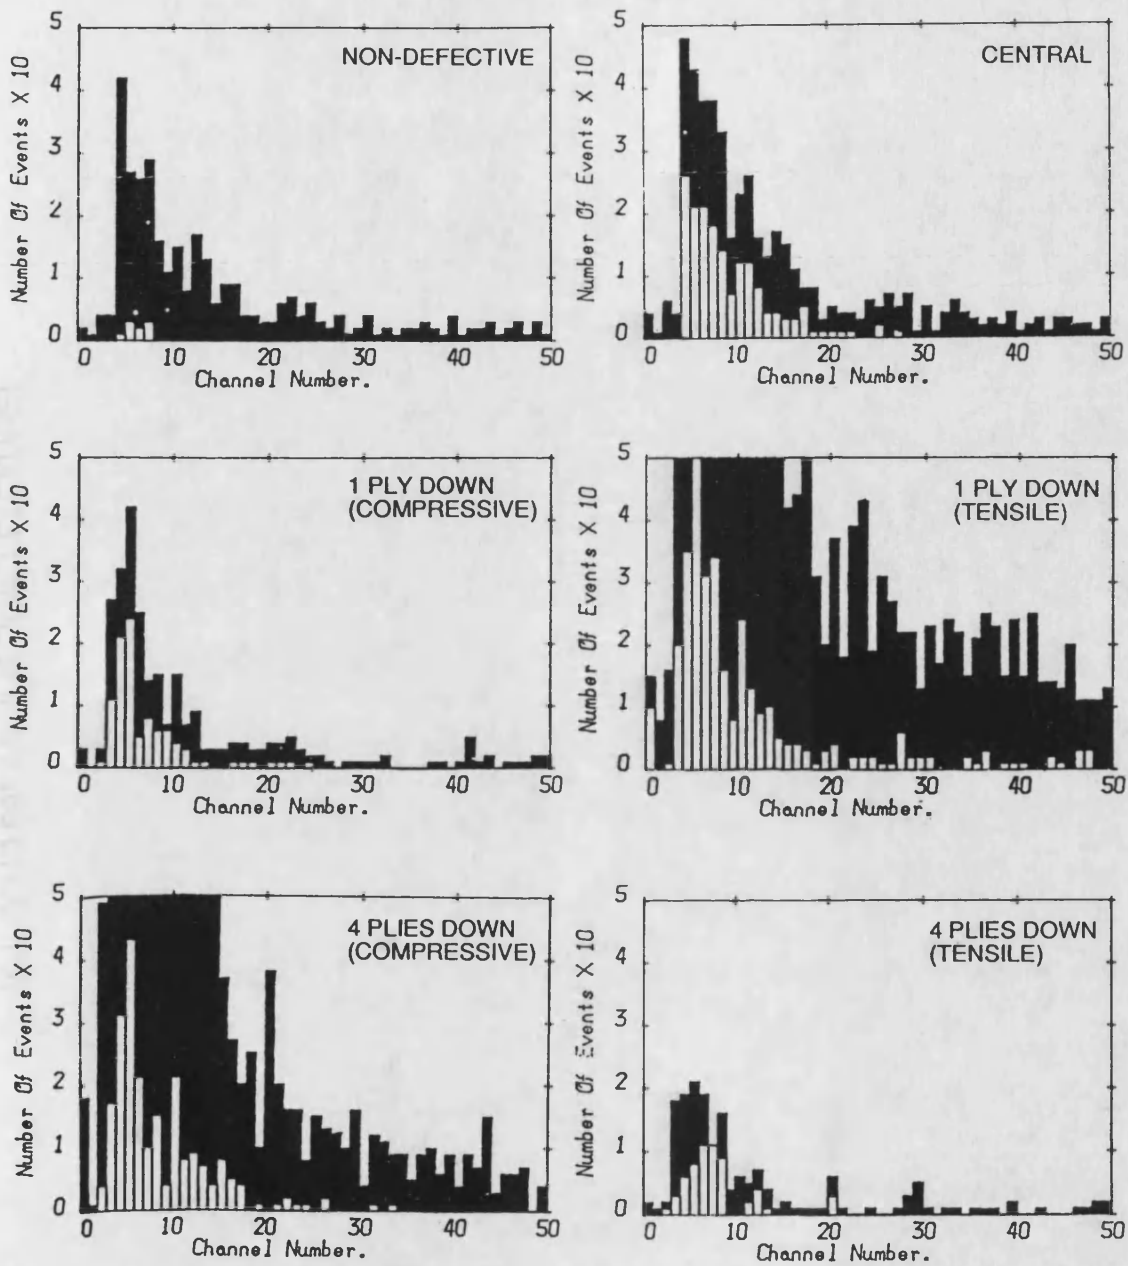 NON-DEFECTIVE
Number Of Events X 10
5
4
3
2
1
0
0 10 20 30 40 50
Channel Number.
CENTRAL
Number Of Events X 10
5
4
3
2
1
0
0 10 20 30 40 50
Channel Number.
1 PLY DOWN
(COMPRESSIVE)
Number Of Events X 10
5
4
3
2
1
0
0 10 20 30 40 50
Channel Number.
1 PLY DOWN
(TENSILE)
Number Of Events X 10
5
4
3
2
1
0
0 10 20 30 40 50
Channel Number.
4 PLIES DOWN
(COMPRESSIVE)
Number Of Events X 10
5
4
3
2
1
0
0 10 20 30 40 50
Channel Number.
4 PLIES DOWN
(TENSILE)
Number Of Events X 10
5
4
3
2
1
0
0 10 20 30 40 50
Channel Number.